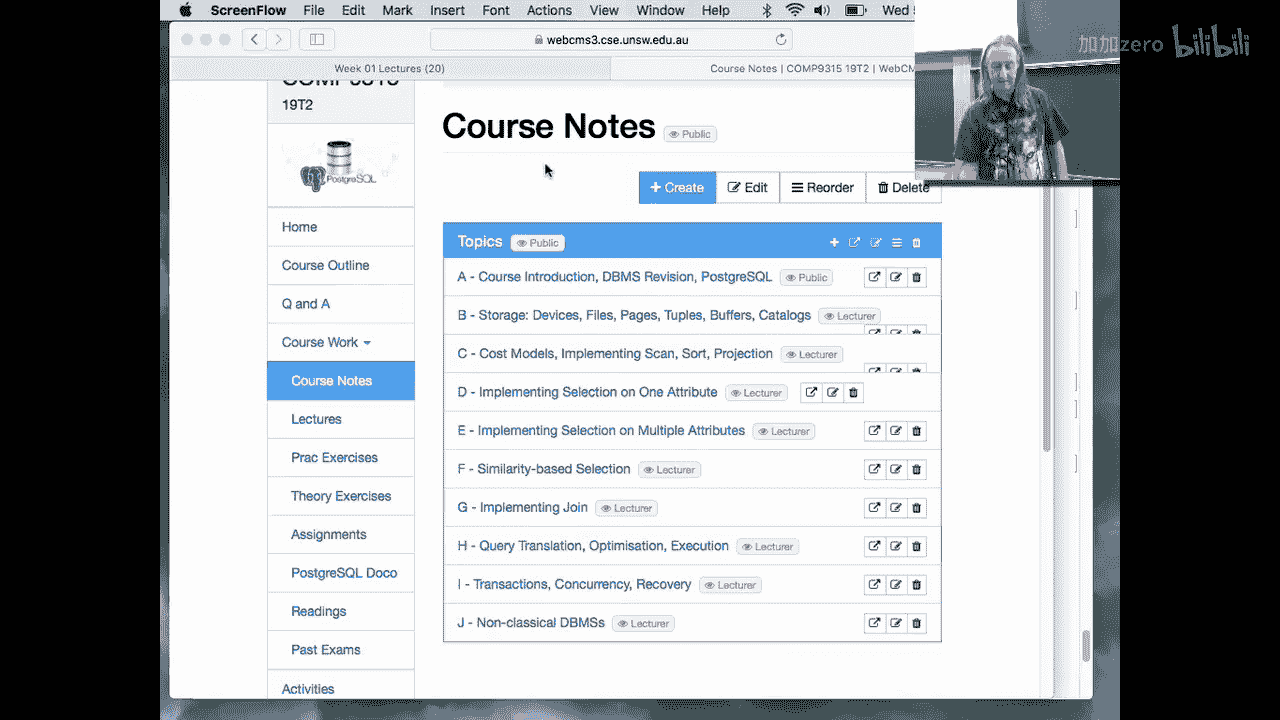 ScreenFlow File Edit Mark Insert Font Actions View Window Help Wed
加加zero bilibili
webcms3.cse.unsw.edu.au
Week 01 Lectures (20)
Course Notes | COMP9315 19T2 | WebCM
COMP9315
19T2
PostgreSQL
Home
Course Outline
Q and A
Course Work
Course Notes
Lectures
Prac Exercises
Theory Exercises
Assignments
PostgreSQL Doco
Readings
Past Exams
Activities
Course Notes Public
Create Edit Reorder Delete
Topics Public
A - Course Introduction, DBMS Revision, PostgreSQL Public
B - Storage: Devices, Files, Pages, Tuples, Buffers, Catalogs Lecturer
C - Cost Models, Implementing Scan, Sort, Projection Lecturer
D - Implementing Selection on One Attribute Lecturer
E - Implementing Selection on Multiple Attributes Lecturer
F - Similarity-based Selection Lecturer
G - Implementing Join Lecturer
H - Query Translation, Optimisation, Execution Lecturer
I - Transactions, Concurrency, Recovery Lecturer
J - Non-classical DBMSs Lecturer